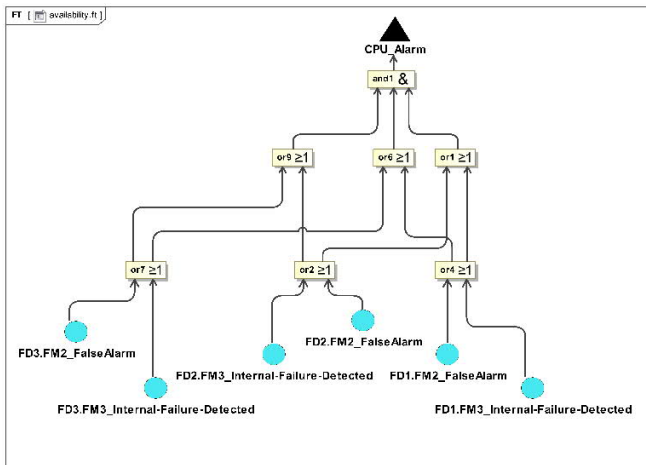 FT [ availability.ft ]
CPU_Alarm
and1 &
or9 ≥1
or6 ≥1
or1 ≥1
or7 ≥1
or2 ≥1
or4 ≥1
FD3.FM2_FalseAlarm
FD2.FM2_FalseAlarm
FD2.FM3_Internal-Failure-Detected
FD1.FM2_FalseAlarm
FD3.FM3_Internal-Failure-Detected
FD1.FM3_Internal-Failure-Detected